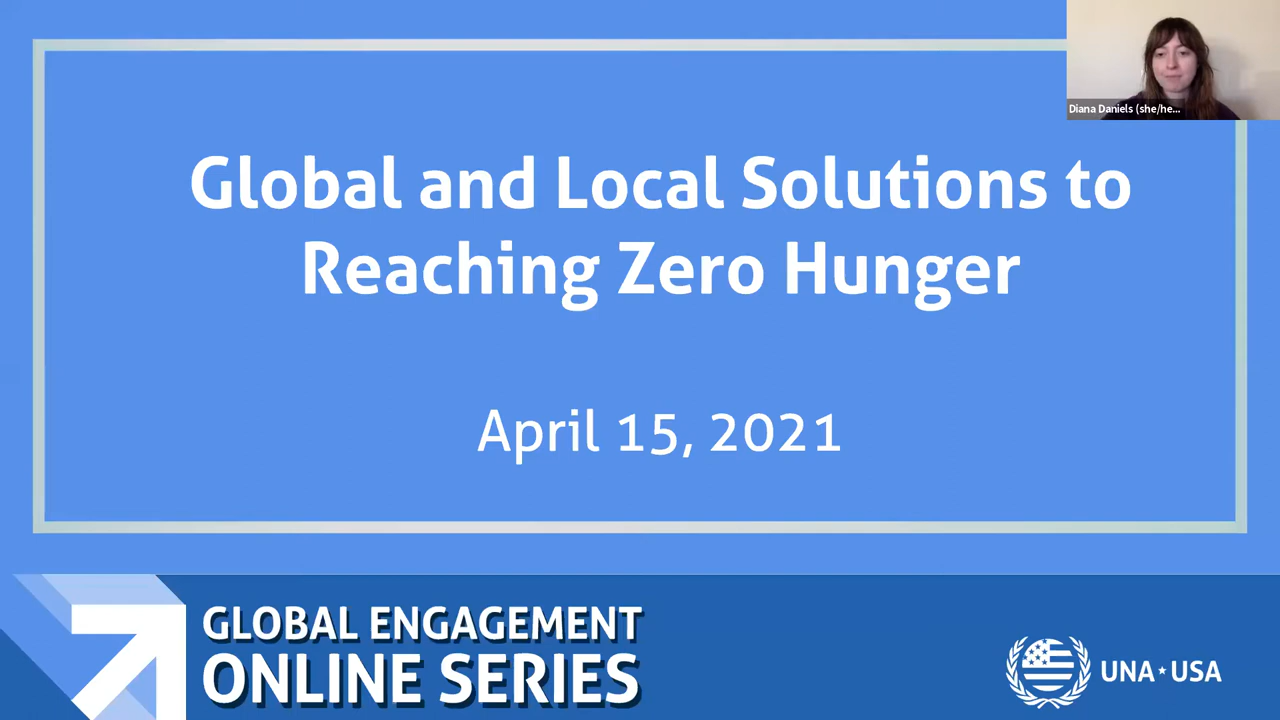 Diana Daniels (she/he...
Global and Local Solutions to
Reaching Zero Hunger
April 15, 2021
GLOBAL ENGAGEMENT
ONLINE SERIES
UNA★USA